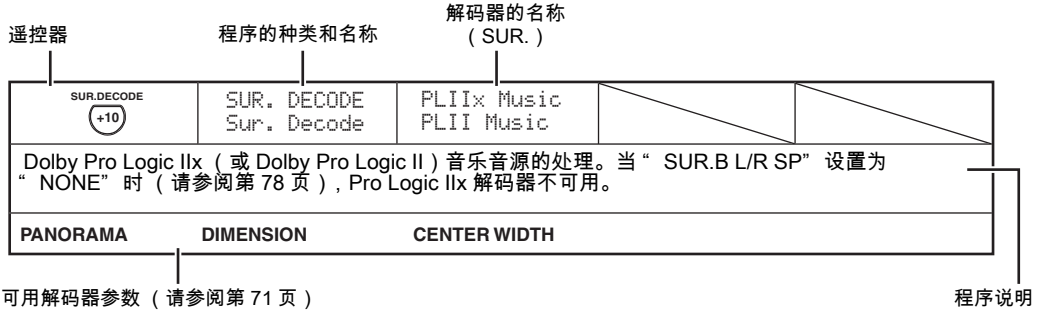 解码器的名称
遥控器 程序的种类和名称 （SUR.）
SUR.DECODE
+10
SUR. DECODE
Sur. Decode
PLIIx Music
PLII Music
Dolby Pro Logic IIx （或 Dolby Pro Logic II）音乐音源的处理。当“ SUR.B L/R SP” 设置为
“ NONE” 时 （请参阅第 78 页）, Pro Logic IIx 解码器不可用。
PANORAMA DIMENSION CENTER WIDTH
可用解码器参数 （请参阅第 71 页） 程序说明